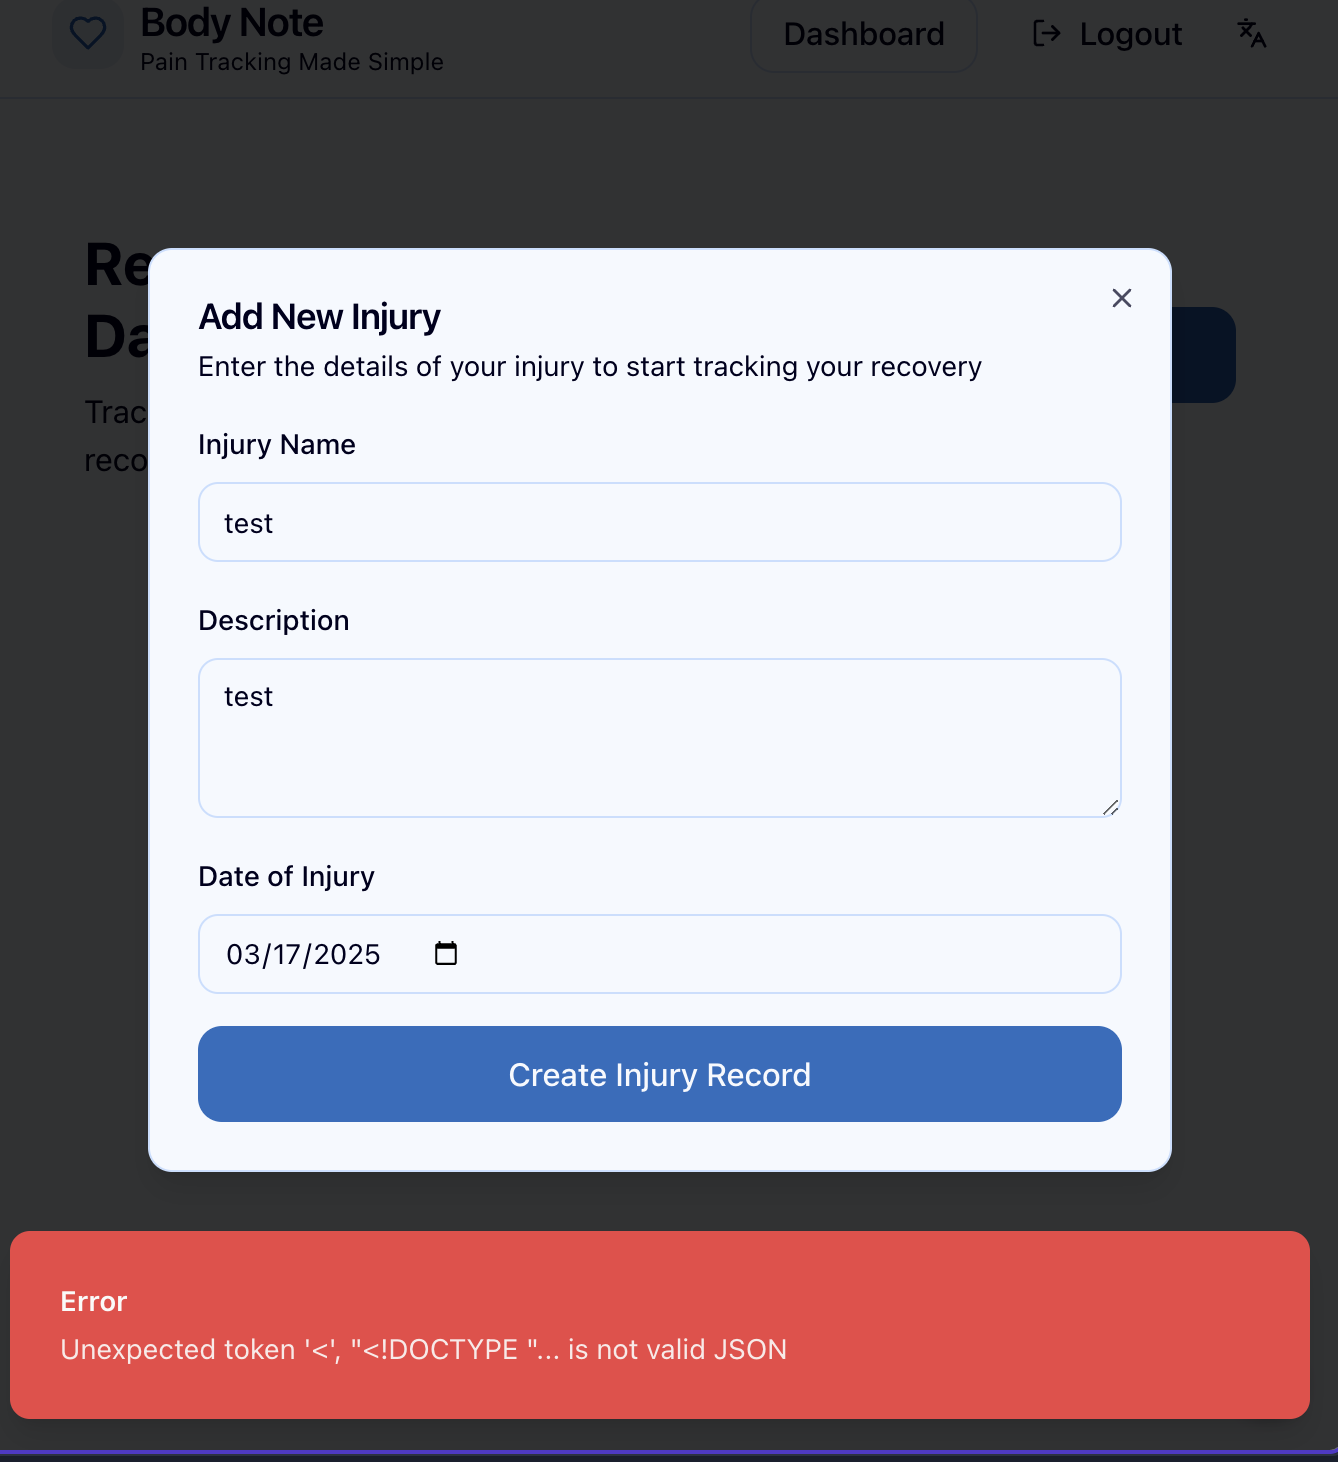 Body Note
Pain Tracking Made Simple
Dashboard
Logout
Re
Da
Trac
reco
Add New Injury
Enter the details of your injury to start tracking your recovery
Injury Name
test
Description
test
Date of Injury
03/17/2025
Create Injury Record
Error
Unexpected token '<', "<!DOCTYPE "... is not valid JSON